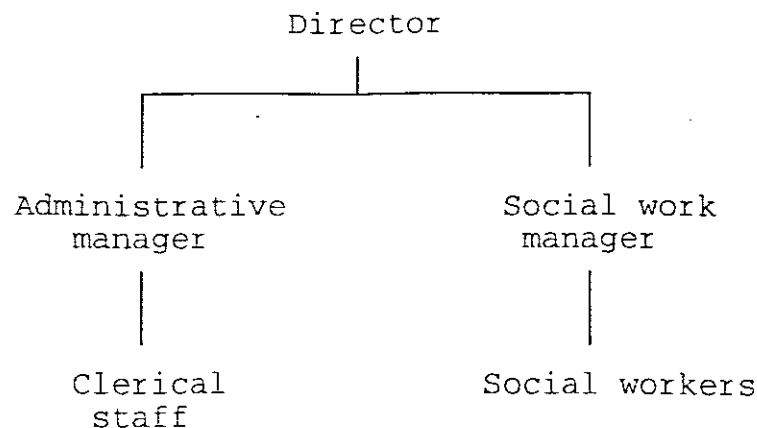 Director
Administrative
manager
Social work
manager
Clerical
staff
Social workers